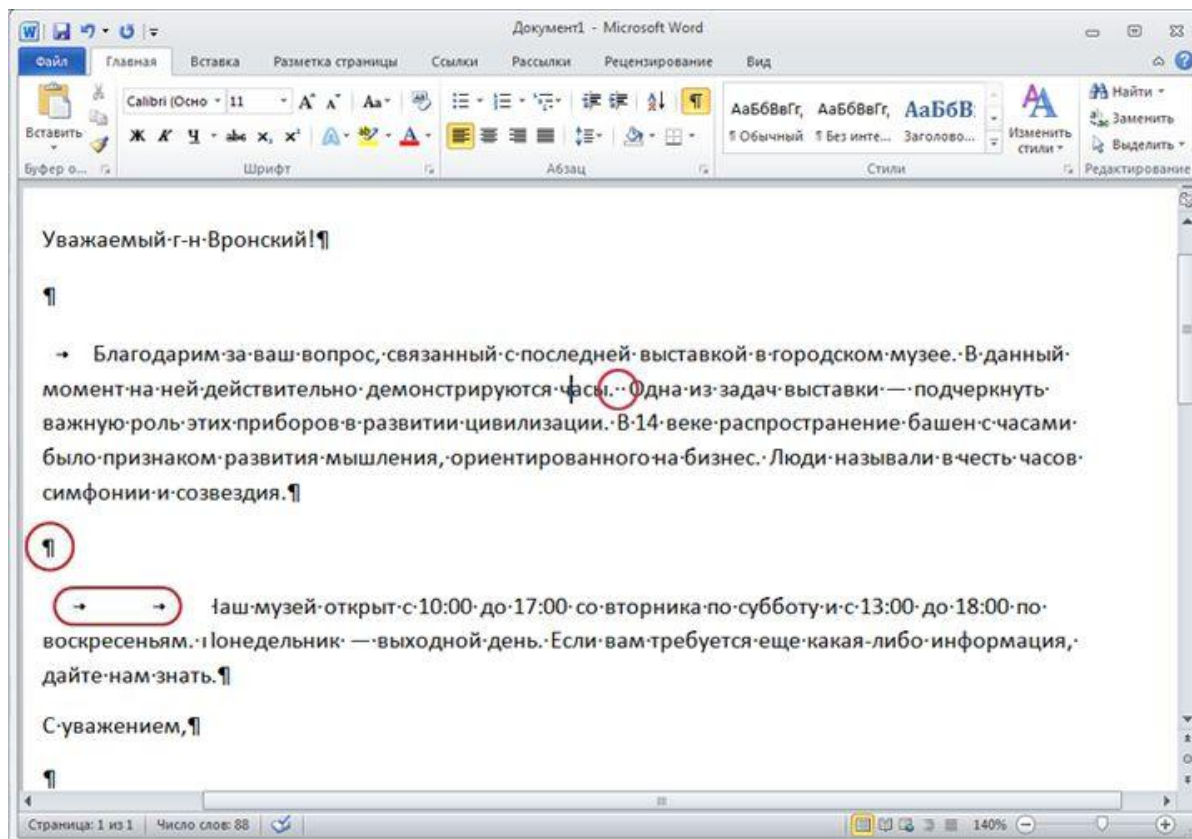 Документ1 - Microsoft Word
Файл Главная Вставка Разметка страницы Ссылки Рассылки Рецензирование Вид
Calibri (Осно 11 Aa АаБбВвГг, АаБбВвГг, АаБбВ Найти
Заменить
Вставить Ж К Ч abc x, x² A ¶ Обычный ¶ Без инте... Заголово... Изменить стили Выделить
Буфер о... Шрифт Абзац Стили Редактирование
Уважаемый·г-н·Вронский!¶
¶
→ Благодарим·за·ваш·вопрос,·связанный·с·последней·выставкой·в·городском·музее.·В·данный·
момент·на·ней·действительно·демонстрируются·часы.··Одна·из·задач·выставки·—·подчеркнуть·
важную·роль·этих·приборов·в·развитии·цивилизации.·В·14·веке·распространение·башен·с·часами·
было·признаком·развития·мышления,·ориентированного·на·бизнес.·Люди·называли·в·честь·часов·
симфонии·и·созвездия.¶
¶
→ → Наш·музей·открыт·с·10:00·до·17:00·со·вторника·по·субботу·и·с·13:00·до·18:00·по·
воскресеньям.·Понедельник·—·выходной·день.·Если·вам·требуется·еще·какая-либо·информация,·
дайте·нам·знать.¶
С·уважением,¶
¶
Страница: 1 из 1 Число слов: 88 140%